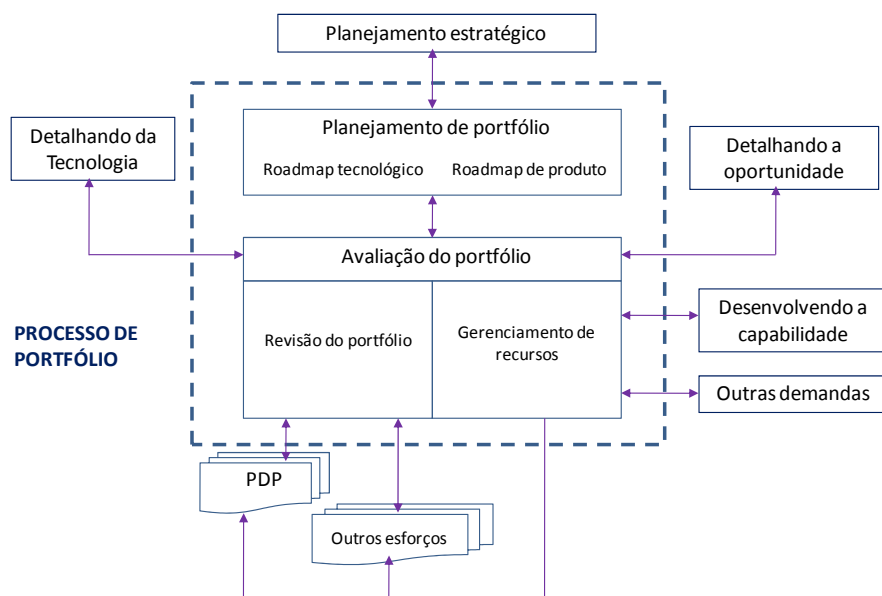 Planejamento estratégico
Planejamento de portfólio
Roadmap tecnológico Roadmap de produto
Detalhando da
Tecnologia
Detalhando a
oportunidade
Avaliação do portfólio
Revisão do portfólio
Gerenciamento de
recursos
Desenvolvendo a
capabilidade
PROCESSO DE
PORTFÓLIO
Outras demandas
PDP
Outros esforços